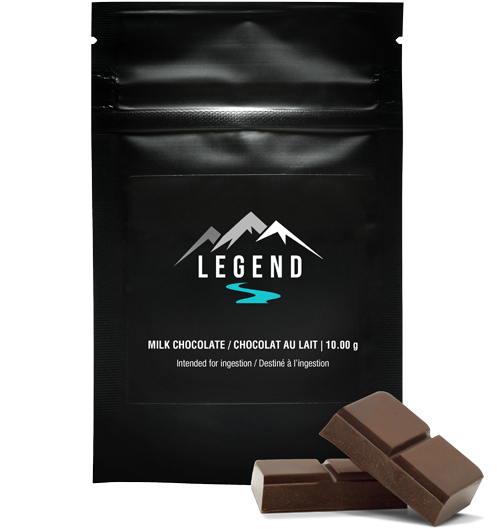 LEGEND
MILK CHOCOLATE / CHOCOLAT AU LAIT | 10.00 g
Intended for ingestion / Destiné à l'ingestion